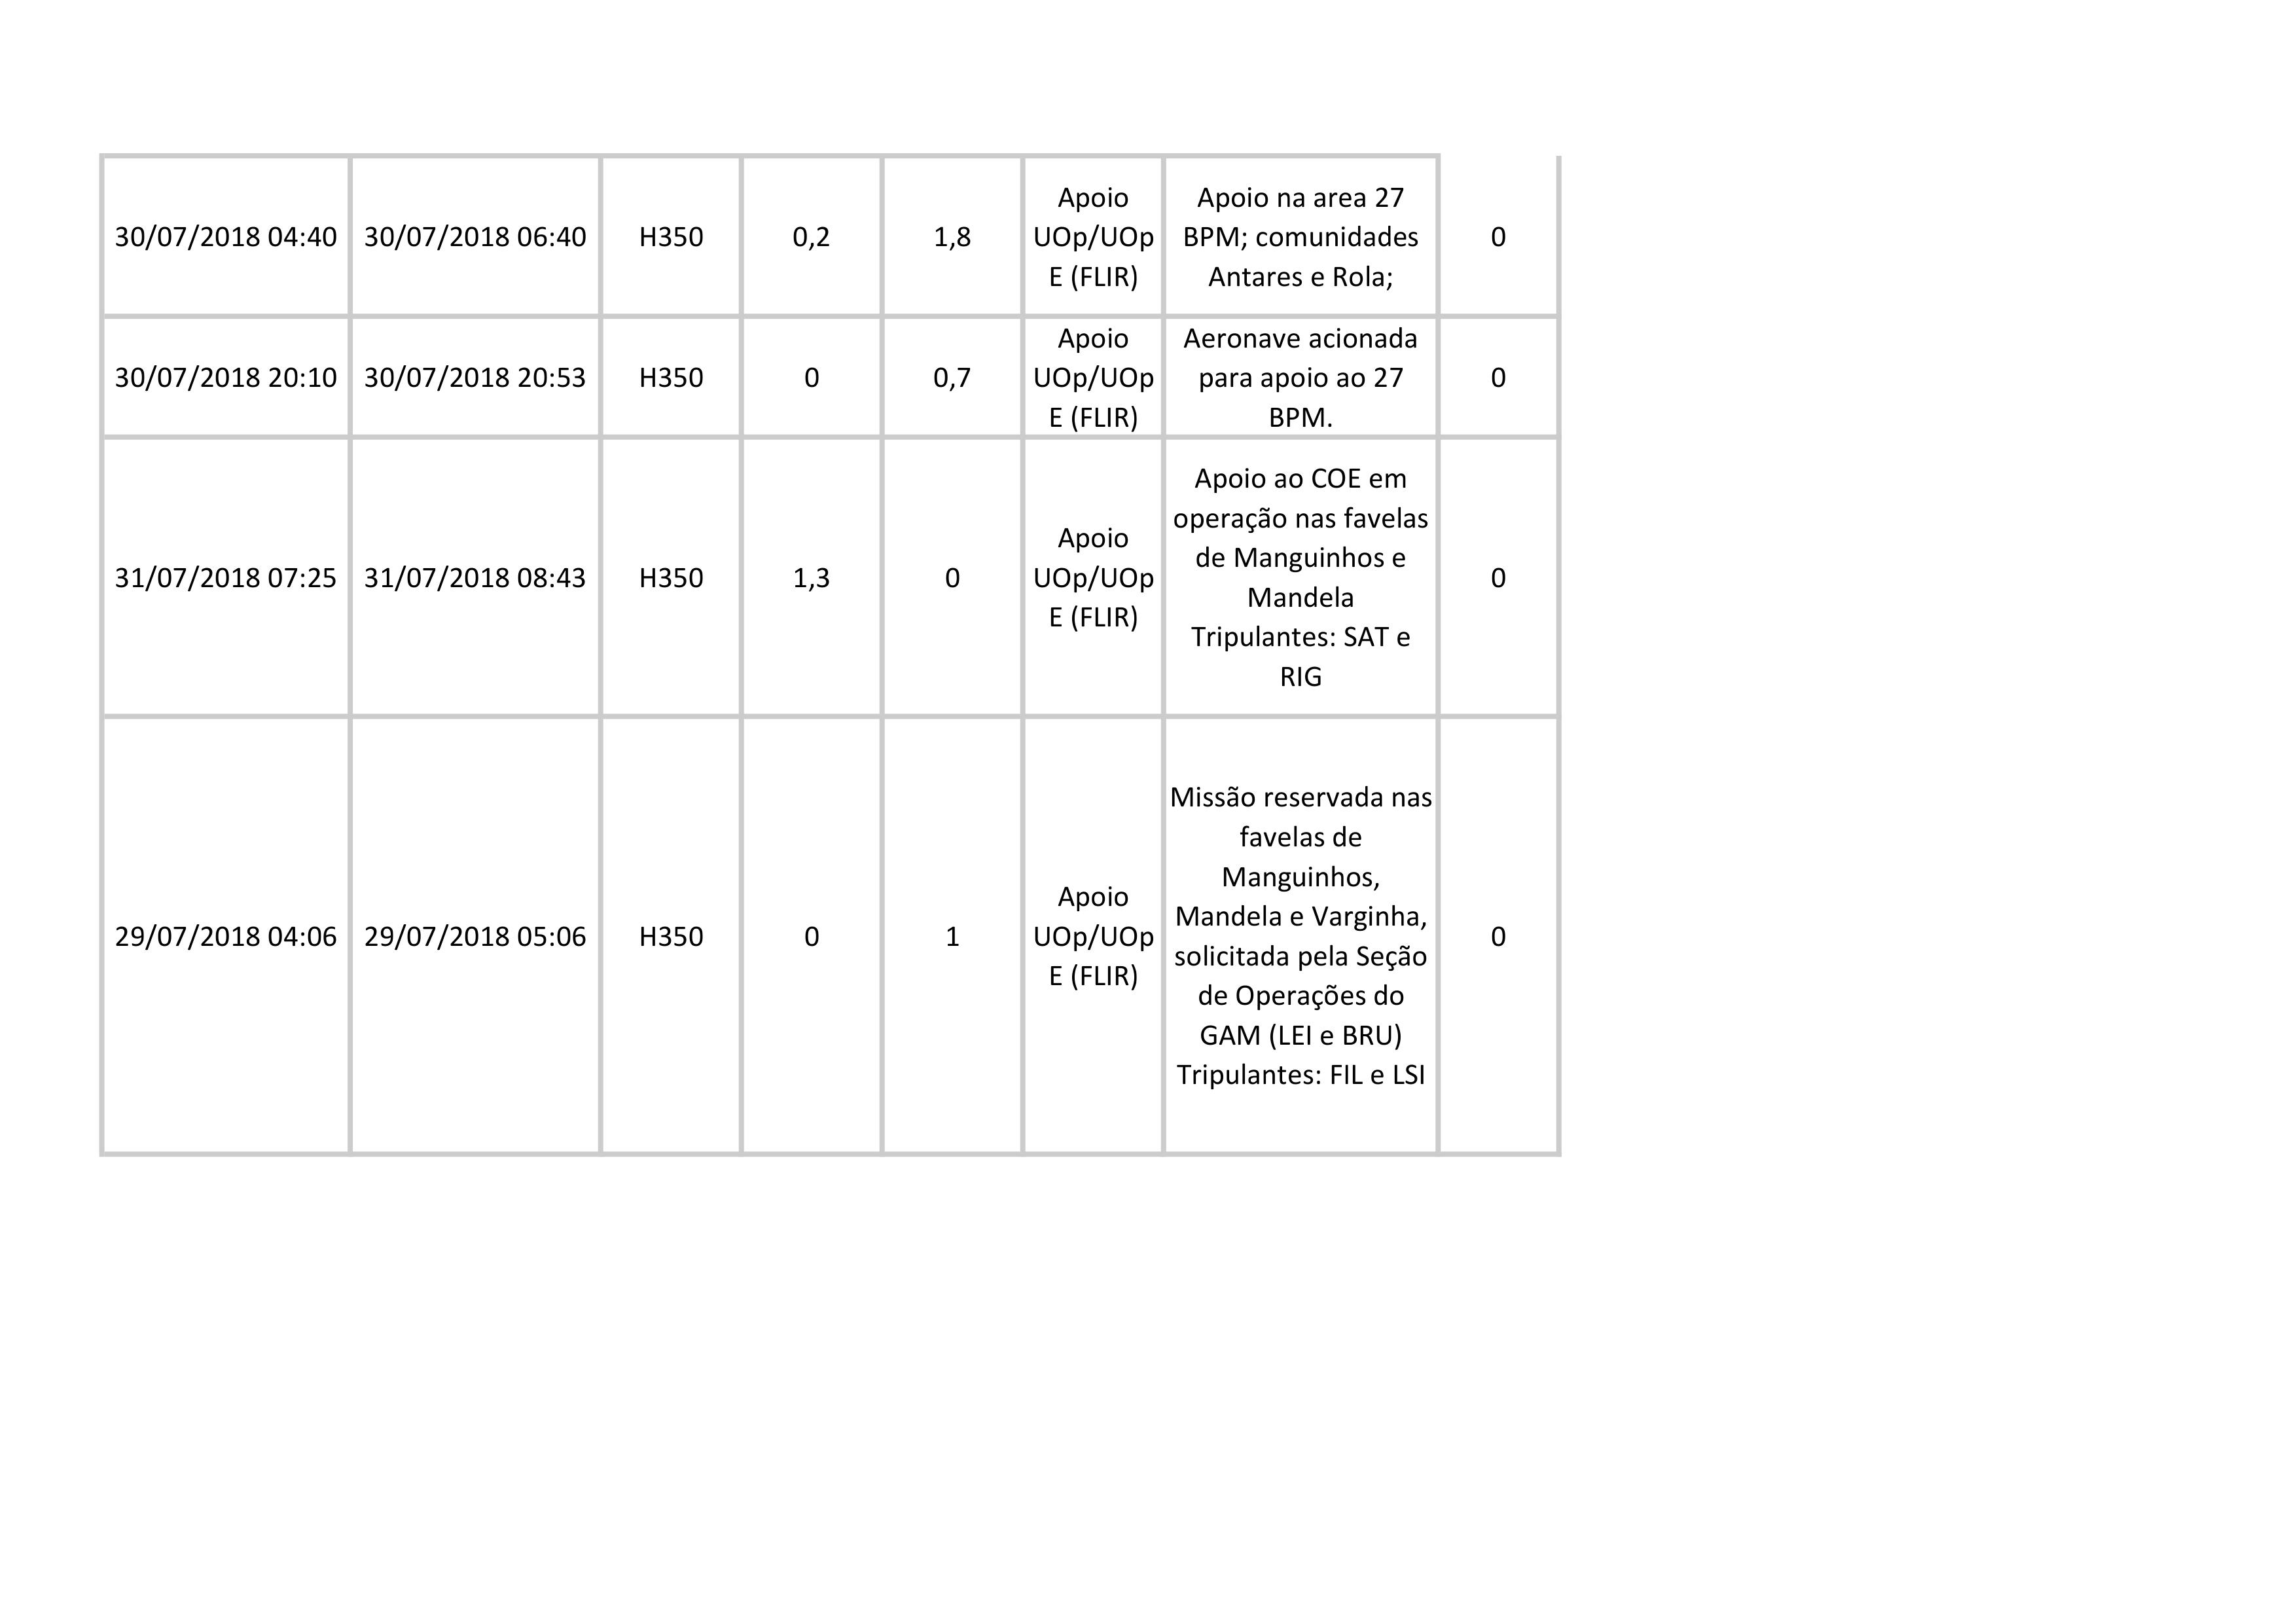 30/07/2018 04:40 30/07/2018 06:40 H350 0,2 1,8 Apoio UOp/UOp E (FLIR) Apoio na area 27 BPM; comunidades Antares e Rola; 0
30/07/2018 20:10 30/07/2018 20:53 H350 0 0,7 Apoio UOp/UOp E (FLIR) Aeronave acionada para apoio ao 27 BPM. 0
31/07/2018 07:25 31/07/2018 08:43 H350 1,3 0 Apoio UOp/UOp E (FLIR) Apoio ao COE em operação nas favelas de Manguinhos e Mandela Tripulantes: SAT e RIG 0
29/07/2018 04:06 29/07/2018 05:06 H350 0 1 Apoio UOp/UOp E (FLIR) Missão reservada nas favelas de Manguinhos, Mandela e Varginha, solicitada pela Seção de Operações do GAM (LEI e BRU) Tripulantes: FIL e LSI 0